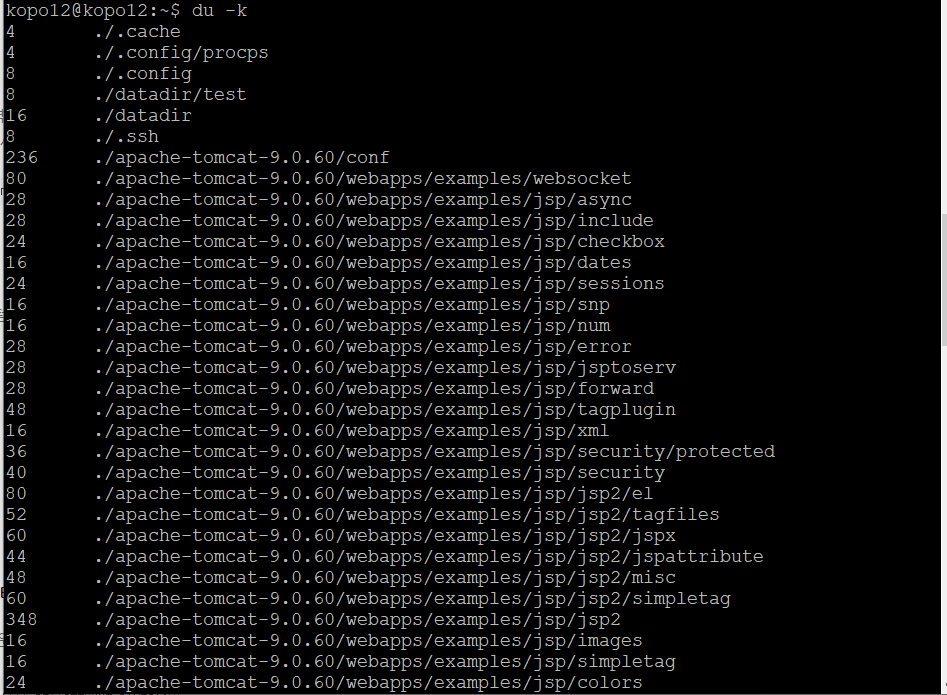 kopo12@kopo12:~$ du -k
4       ./.cache
4       ./.config/procps
8       ./.config
8       ./datadir/test
16      ./datadir
8       ./.ssh
236     ./apache-tomcat-9.0.60/conf
80      ./apache-tomcat-9.0.60/webapps/examples/websocket
28      ./apache-tomcat-9.0.60/webapps/examples/jsp/async
28      ./apache-tomcat-9.0.60/webapps/examples/jsp/include
24      ./apache-tomcat-9.0.60/webapps/examples/jsp/checkbox
16      ./apache-tomcat-9.0.60/webapps/examples/jsp/dates
24      ./apache-tomcat-9.0.60/webapps/examples/jsp/sessions
16      ./apache-tomcat-9.0.60/webapps/examples/jsp/snp
16      ./apache-tomcat-9.0.60/webapps/examples/jsp/num
28      ./apache-tomcat-9.0.60/webapps/examples/jsp/error
28      ./apache-tomcat-9.0.60/webapps/examples/jsp/jsptoserv
28      ./apache-tomcat-9.0.60/webapps/examples/jsp/forward
48      ./apache-tomcat-9.0.60/webapps/examples/jsp/tagplugin
16      ./apache-tomcat-9.0.60/webapps/examples/jsp/xml
36      ./apache-tomcat-9.0.60/webapps/examples/jsp/security/protected
40      ./apache-tomcat-9.0.60/webapps/examples/jsp/security
80      ./apache-tomcat-9.0.60/webapps/examples/jsp/jsp2/el
52      ./apache-tomcat-9.0.60/webapps/examples/jsp/jsp2/tagfiles
60      ./apache-tomcat-9.0.60/webapps/examples/jsp/jsp2/jspx
44      ./apache-tomcat-9.0.60/webapps/examples/jsp/jsp2/jspattribute
48      ./apache-tomcat-9.0.60/webapps/examples/jsp/jsp2/misc
60      ./apache-tomcat-9.0.60/webapps/examples/jsp/jsp2/simpletag
348     ./apache-tomcat-9.0.60/webapps/examples/jsp/jsp2
16      ./apache-tomcat-9.0.60/webapps/examples/jsp/images
16      ./apache-tomcat-9.0.60/webapps/examples/jsp/simpletag
24      ./apache-tomcat-9.0.60/webapps/examples/jsp/colors